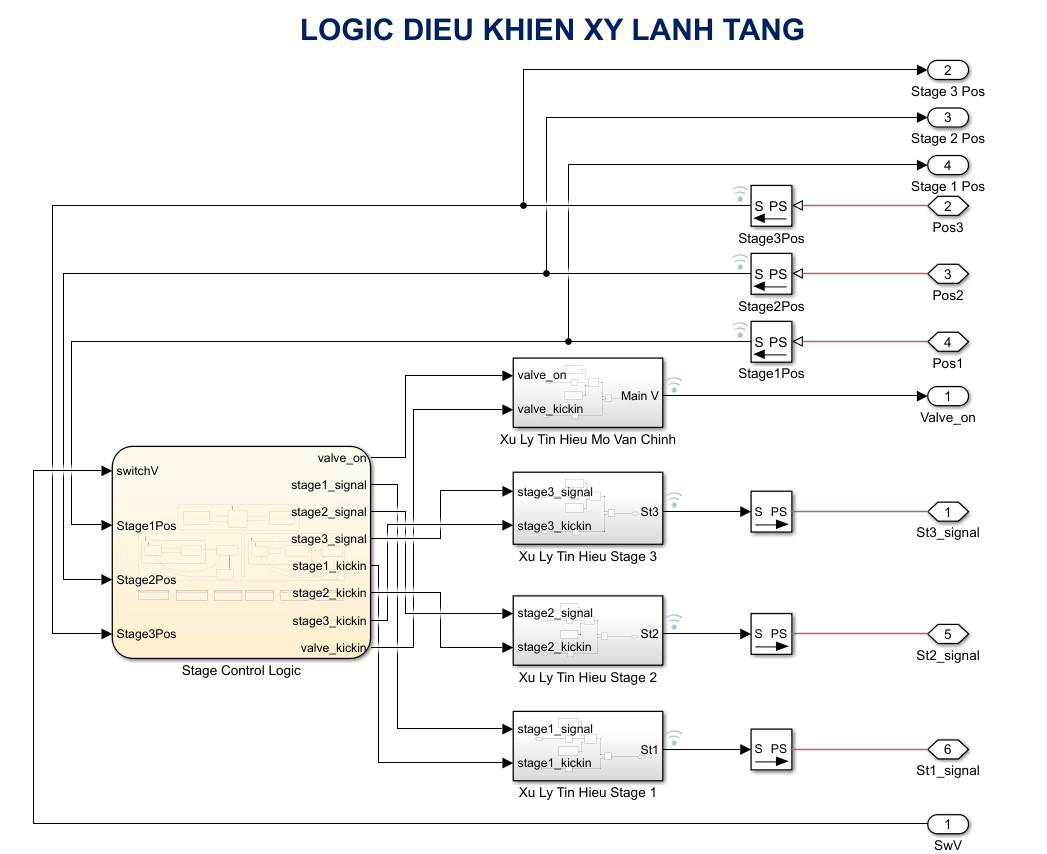 LOGIC DIEU KHIEN XY LANH TANG
2
Stage 3 Pos
3
Stage 2 Pos
4
Stage 1 Pos
S PS
2
Stage3Pos
Pos3
S PS
3
Stage2Pos
Pos2
S PS
4
Stage1Pos
Pos1
valve_on
valve_kickin
Main V
Xu Ly Tin Hieu Mo Van Chinh
1
Valve_on
switchV
Stage1Pos
Stage2Pos
Stage3Pos
valve_on
stage1_signal
stage2_signal
stage3_signal
stage1_kickin
stage2_kickin
stage3_kickin
valve_kickin
Stage Control Logic
stage3_signal
stage3_kickin
St3
Xu Ly Tin Hieu Stage 3
S PS
1
St3_signal
stage2_signal
stage2_kickin
St2
Xu Ly Tin Hieu Stage 2
S PS
5
St2_signal
stage1_signal
stage1_kickin
St1
Xu Ly Tin Hieu Stage 1
S PS
6
St1_signal
1
SwV